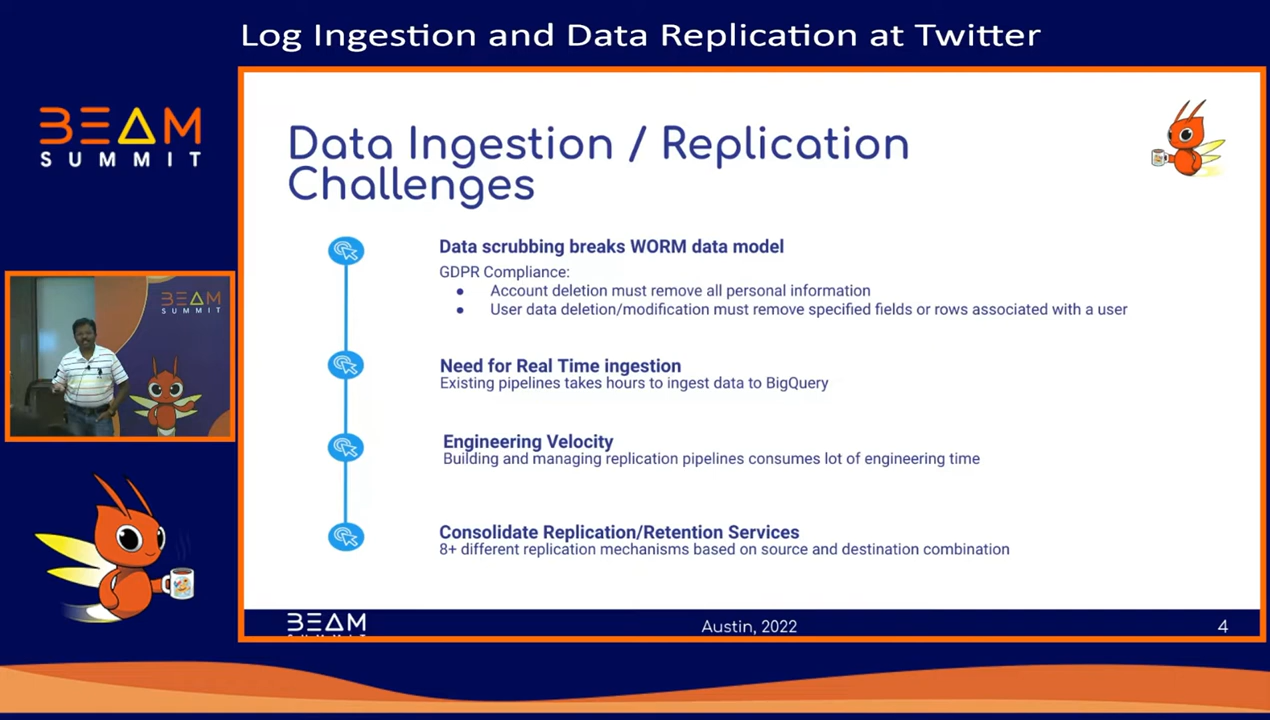 Log Ingestion and Data Replication at Twitter
BEAM
SUMMIT
Data Ingestion / Replication
Challenges
Data scrubbing breaks WORM data model
GDPR Compliance:
● Account deletion must remove all personal information
● User data deletion/modification must remove specified fields or rows associated with a user
Need for Real Time ingestion
Existing pipelines takes hours to ingest data to BigQuery
Engineering Velocity
Building and managing replication pipelines consumes lot of engineering time
Consolidate Replication/Retention Services
8+ different replication mechanisms based on source and destination combination
BEAM
SUMMIT
BEAM
Austin, 2022
4